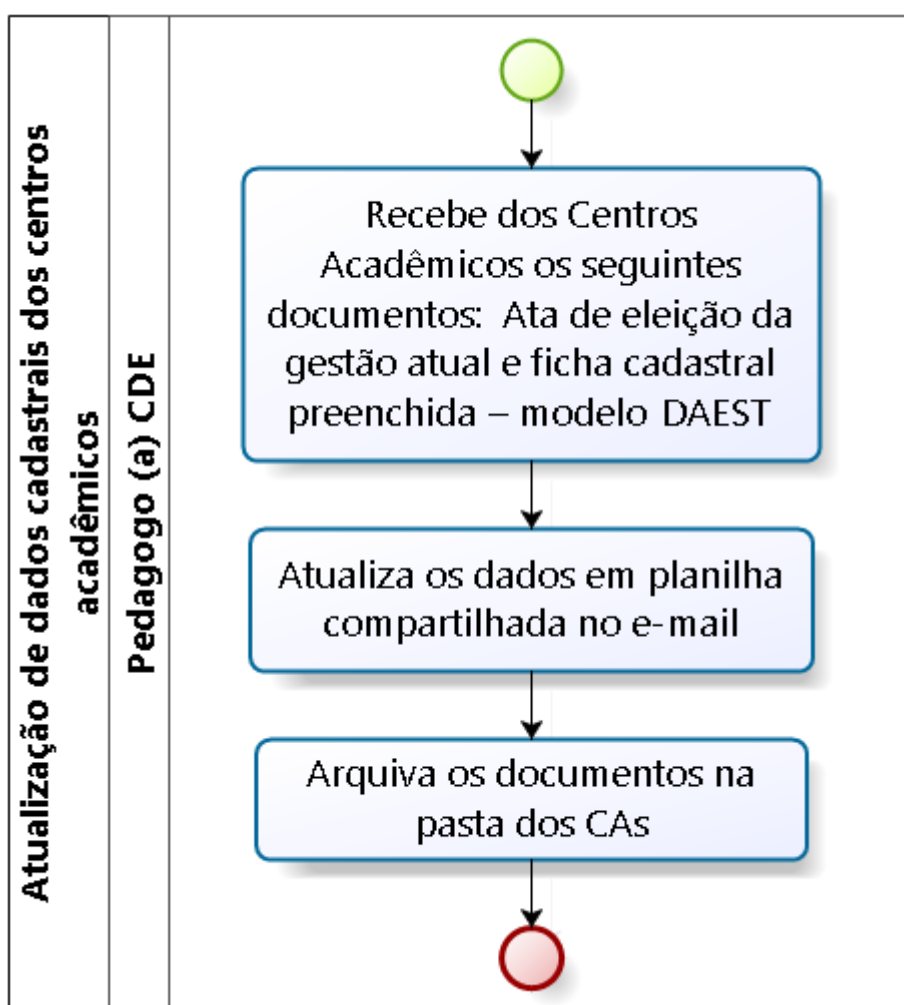 Atualização de dados cadastrais dos centros
acadêmicos
Pedagogo (a) CDE
Recebe dos Centros
Acadêmicos os seguintes
documentos:  Ata de eleição da
gestão atual e ficha cadastral
preenchida – modelo DAEST
Atualiza os dados em planilha
compartilhada no e-mail
Arquiva os documentos na
pasta dos CAs